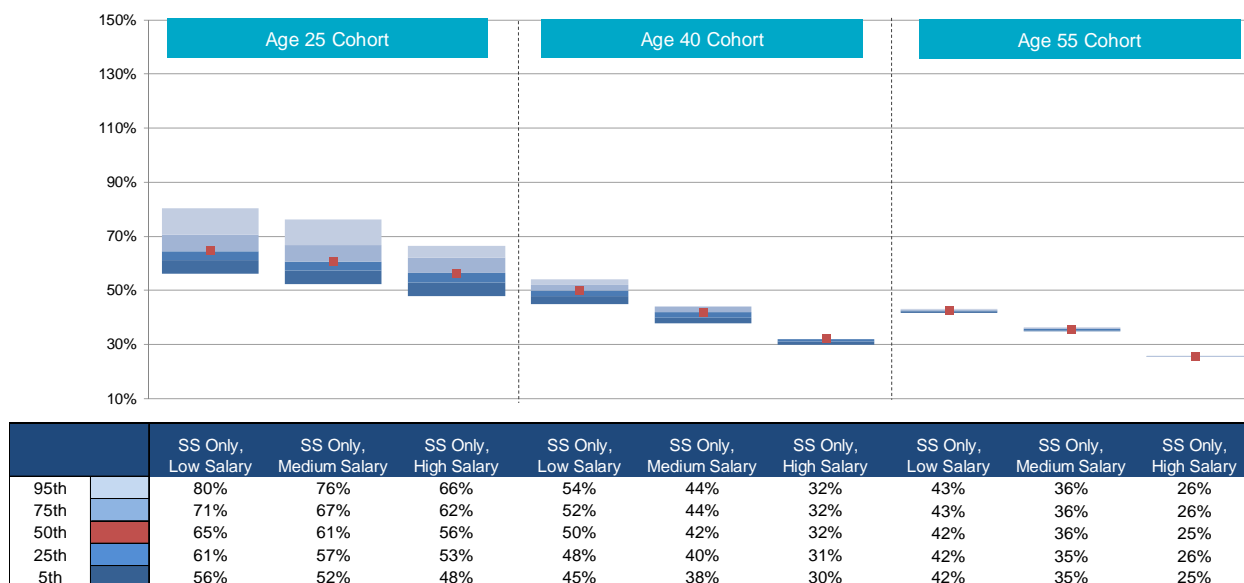 150%
Age 25 Cohort Age 40 Cohort Age 55 Cohort
130%
110%
90%
70%
50%
30%
10%
SS Only, SS Only, SS Only, SS Only, SS Only, SS Only, SS Only, SS Only, SS Only,
Low Salary Medium Salary High Salary Low Salary Medium Salary High Salary Low Salary Medium Salary High Salary
95th 80% 76% 66% 54% 44% 32% 43% 36% 26%
75th 71% 67% 62% 52% 44% 32% 43% 36% 26%
50th 65% 61% 56% 50% 42% 32% 42% 36% 25%
25th 61% 57% 53% 48% 40% 31% 42% 35% 26%
5th 56% 52% 48% 45% 38% 30% 42% 35% 25%